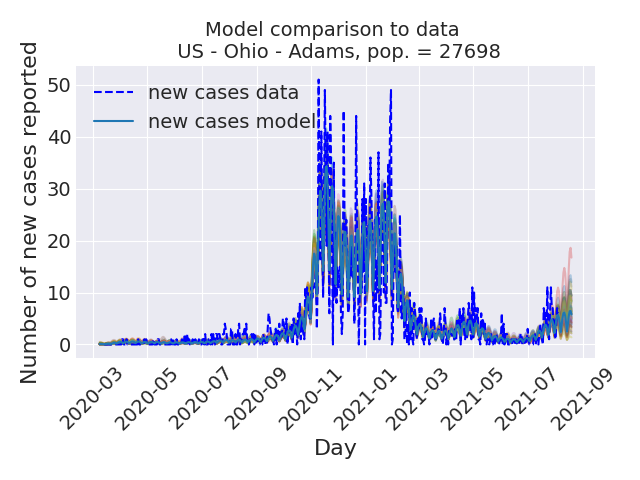 Model comparison to data
US - Ohio - Adams, pop. = 27698
new cases data
new cases model
Number of new cases reported
50
40
30
20
10
0
2020-03
2020-05
2020-07
2020-09
2020-11
2021-01
2021-03
2021-05
2021-07
2021-09
Day